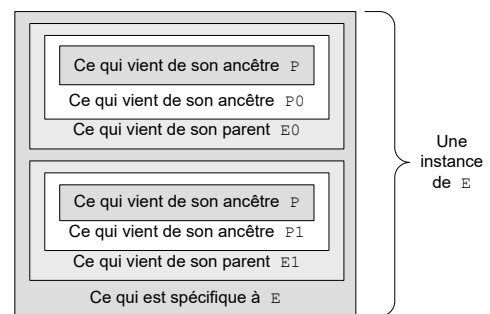 Ce qui vient de son ancêtre P
Ce qui vient de son ancêtre P0
Ce qui vient de son parent E0
Ce qui vient de son ancêtre P
Ce qui vient de son ancêtre P1
Ce qui vient de son parent E1
Ce qui est spécifique à E
Une
instance
de E